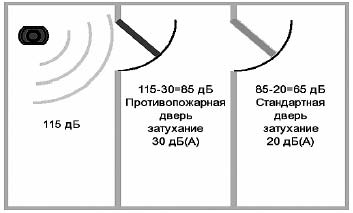 115 дБ
115-30=85 дБ
Противопожарная
дверь
затухание
30 дБ(А)
85-20=65 дБ
Стандартная
дверь
затухание
20 дБ(А)